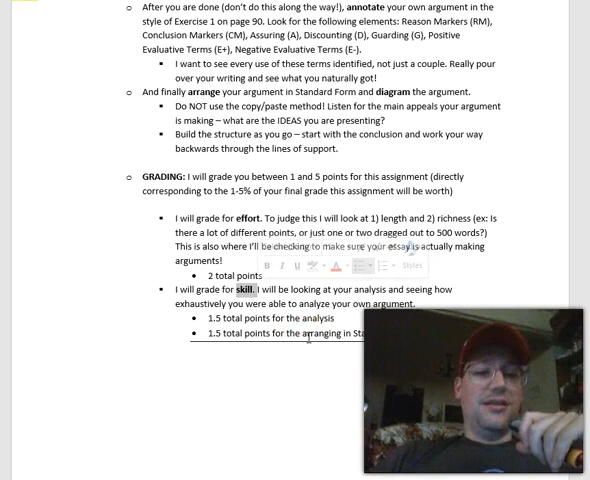 o After you are done (don't do this along the way!), annotate your own argument in the
style of Exercise 1 on page 90. Look for the following elements: Reason Markers (RM),
Conclusion Markers (CM), Assuring (A), Discounting (D), Guarding (G), Positive
Evaluative Terms (E+), Negative Evaluative Terms (E-).
▪ I want to see every use of these terms identified, not just a couple. Really pour
over your writing and see what you naturally got!
o And finally arrange your argument in Standard Form and diagram the argument.
▪ Do NOT use the copy/paste method! Listen for the main appeals your argument
is making – what are the IDEAS you are presenting?
▪ Build the structure as you go – start with the conclusion and work your way
backwards through the lines of support.
o GRADING: I will grade you between 1 and 5 points for this assignment (directly
corresponding to the 1-5% of your final grade this assignment will be worth)
▪ I will grade for effort. To judge this I will look at 1) length and 2) richness (ex: Is
there a lot of different points, or just one or two dragged out to 500 words?)
This is also where I'll be checking to make sure your essay is actually making
arguments!
B I U A Styles
• 2 total points
▪ I will grade for skill. I will be looking at your analysis and seeing how
exhaustively you were able to analyze your own argument.
• 1.5 total points for the analysis
• 1.5 total points for the arranging in Sta